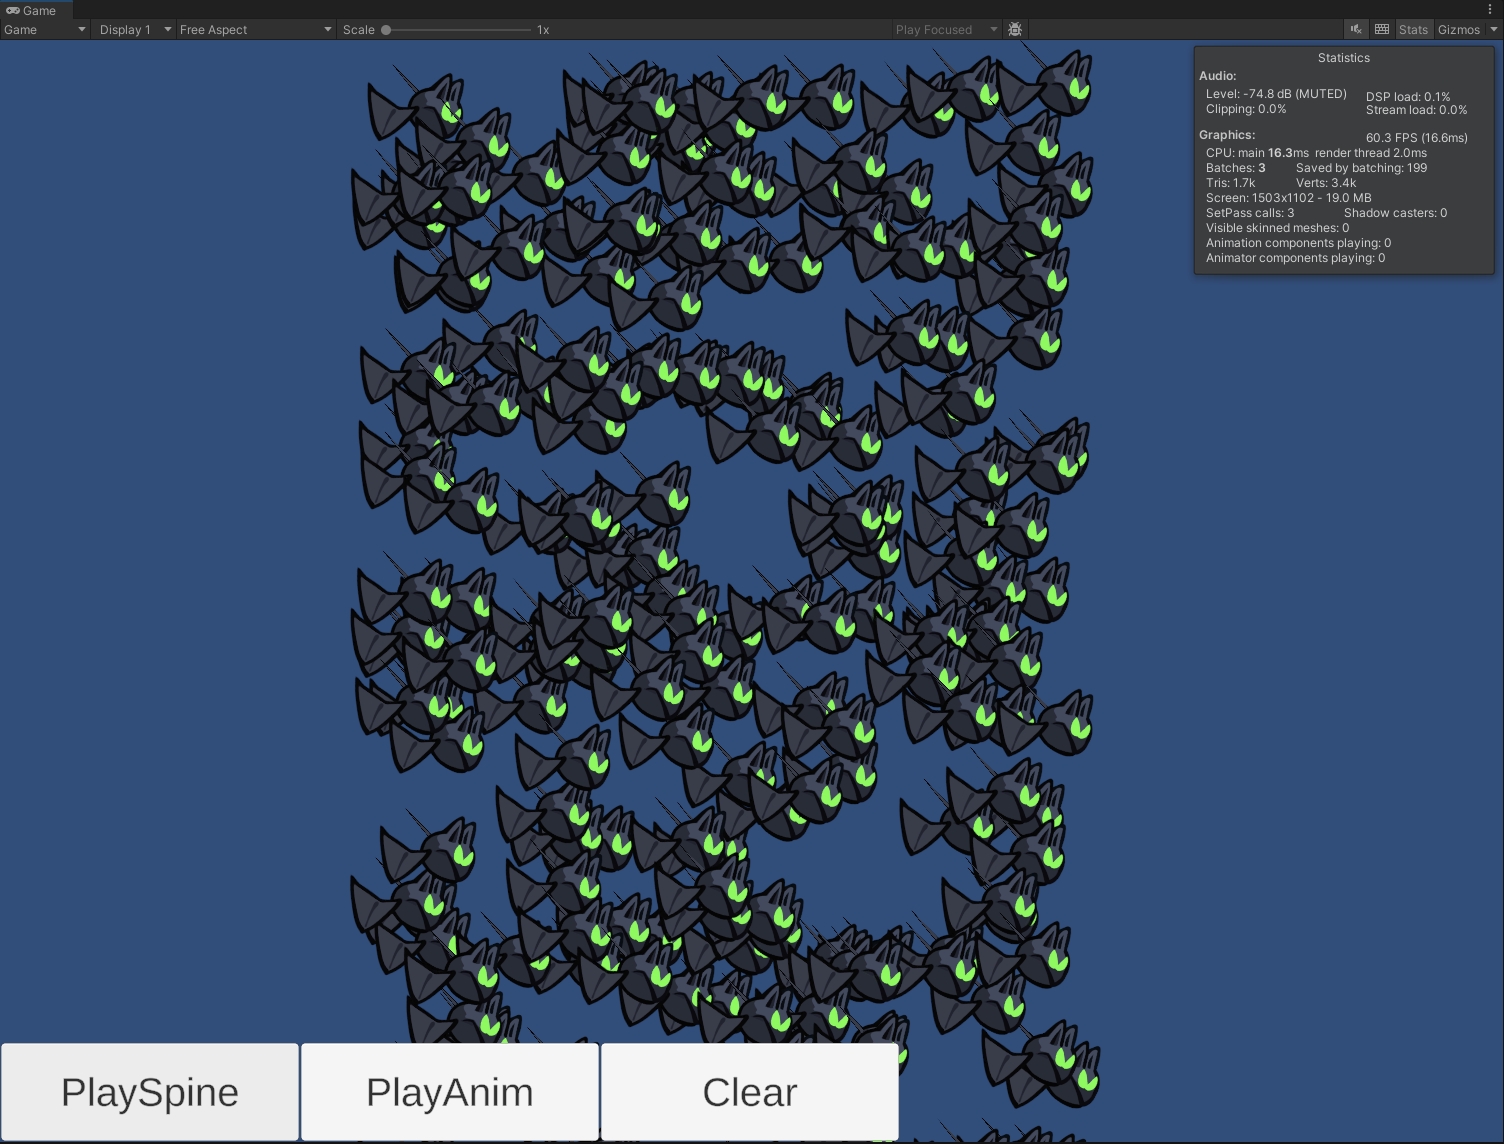 Game
Game Display 1 Free Aspect Scale 1x Play Focused Stats Gizmos
Statistics
Audio:
Level: -74.8 dB (MUTED) DSP load: 0.1%
Clipping: 0.0% Stream load: 0.0%
Graphics: 60.3 FPS (16.6ms)
CPU: main 16.3ms render thread 2.0ms
Batches: 3 Saved by batching: 199
Tris: 1.7k Verts: 3.4k
Screen: 1503x1102 - 19.0 MB
SetPass calls: 3 Shadow casters: 0
Visible skinned meshes: 0
Animation components playing: 0
Animator components playing: 0
PlaySpine PlayAnim Clear